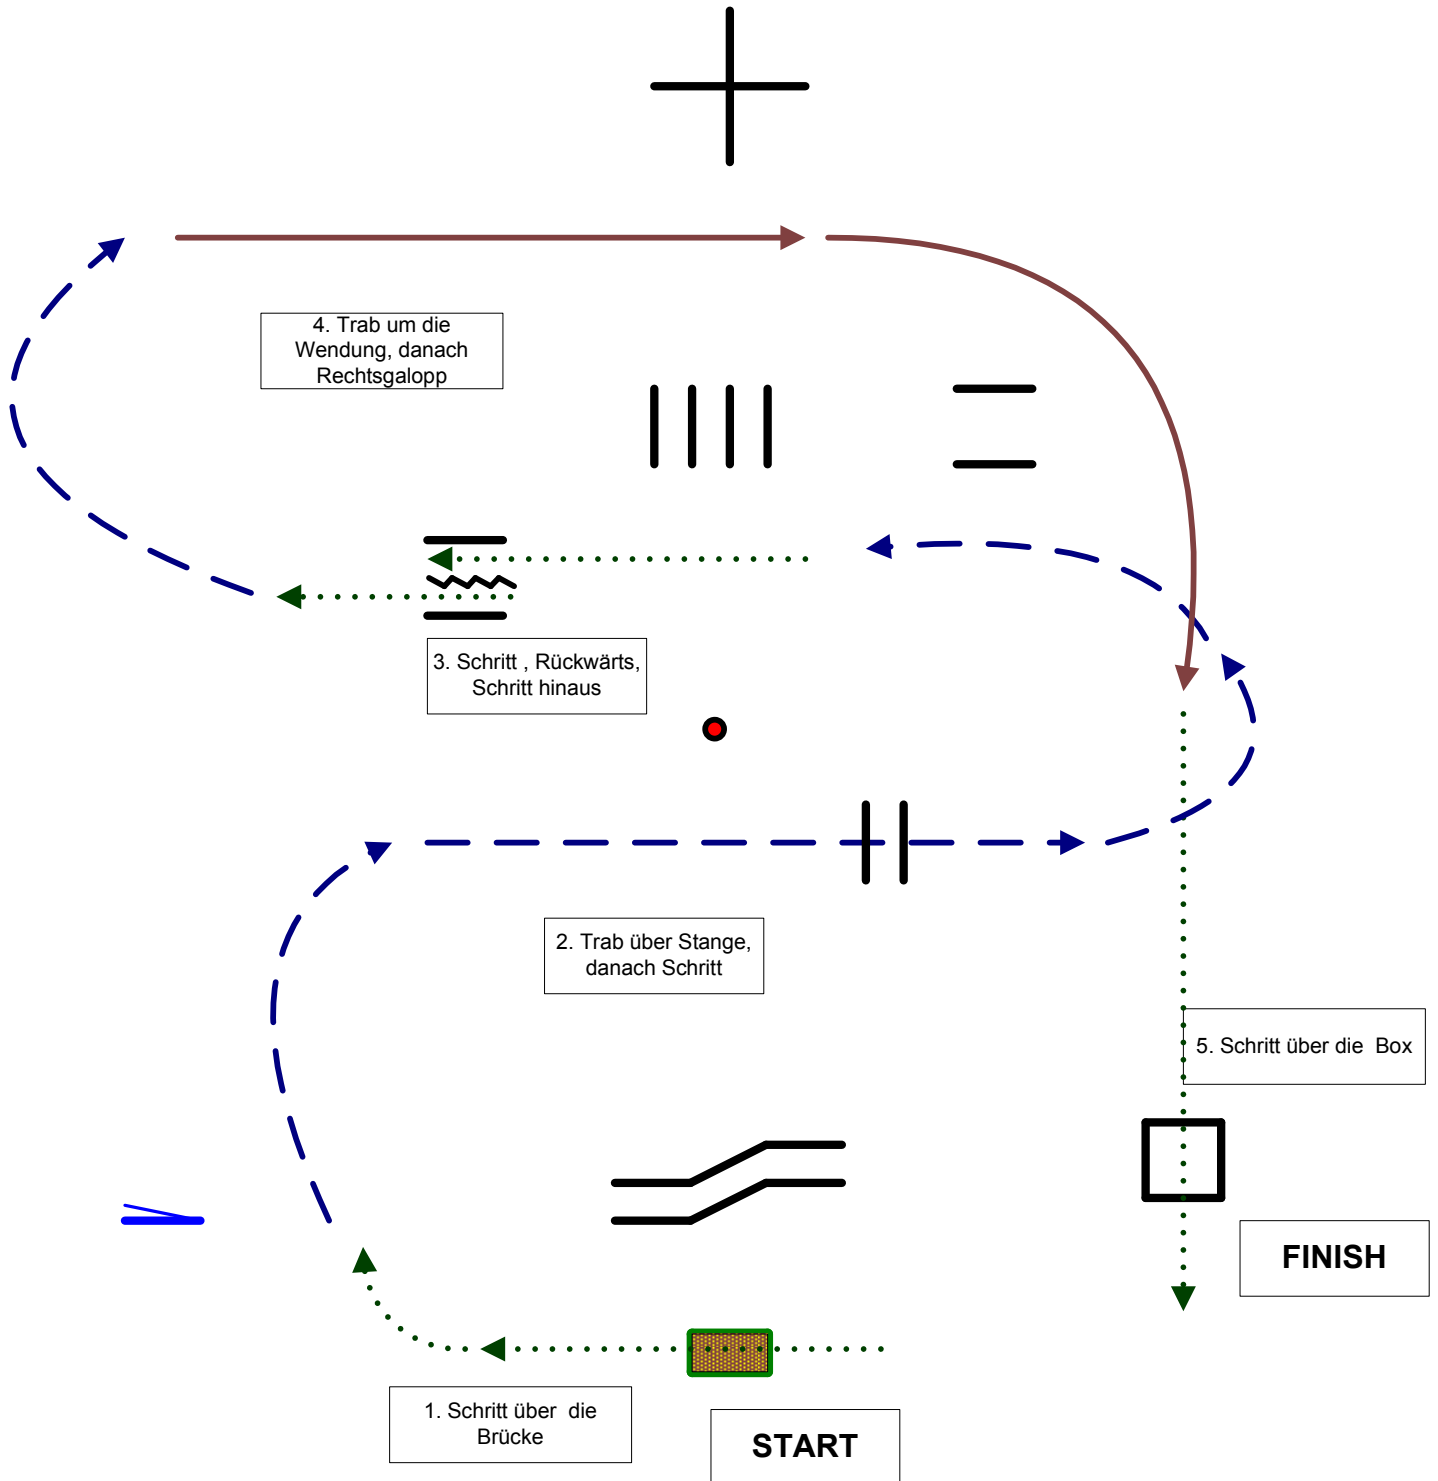 4. Trab um die
Wendung, danach
Rechtsgalopp
3. Schritt , Rückwärts,
Schritt hinaus
2. Trab über Stange,
danach Schritt
5. Schritt über die  Box
FINISH
1. Schritt über  die
Brücke
START